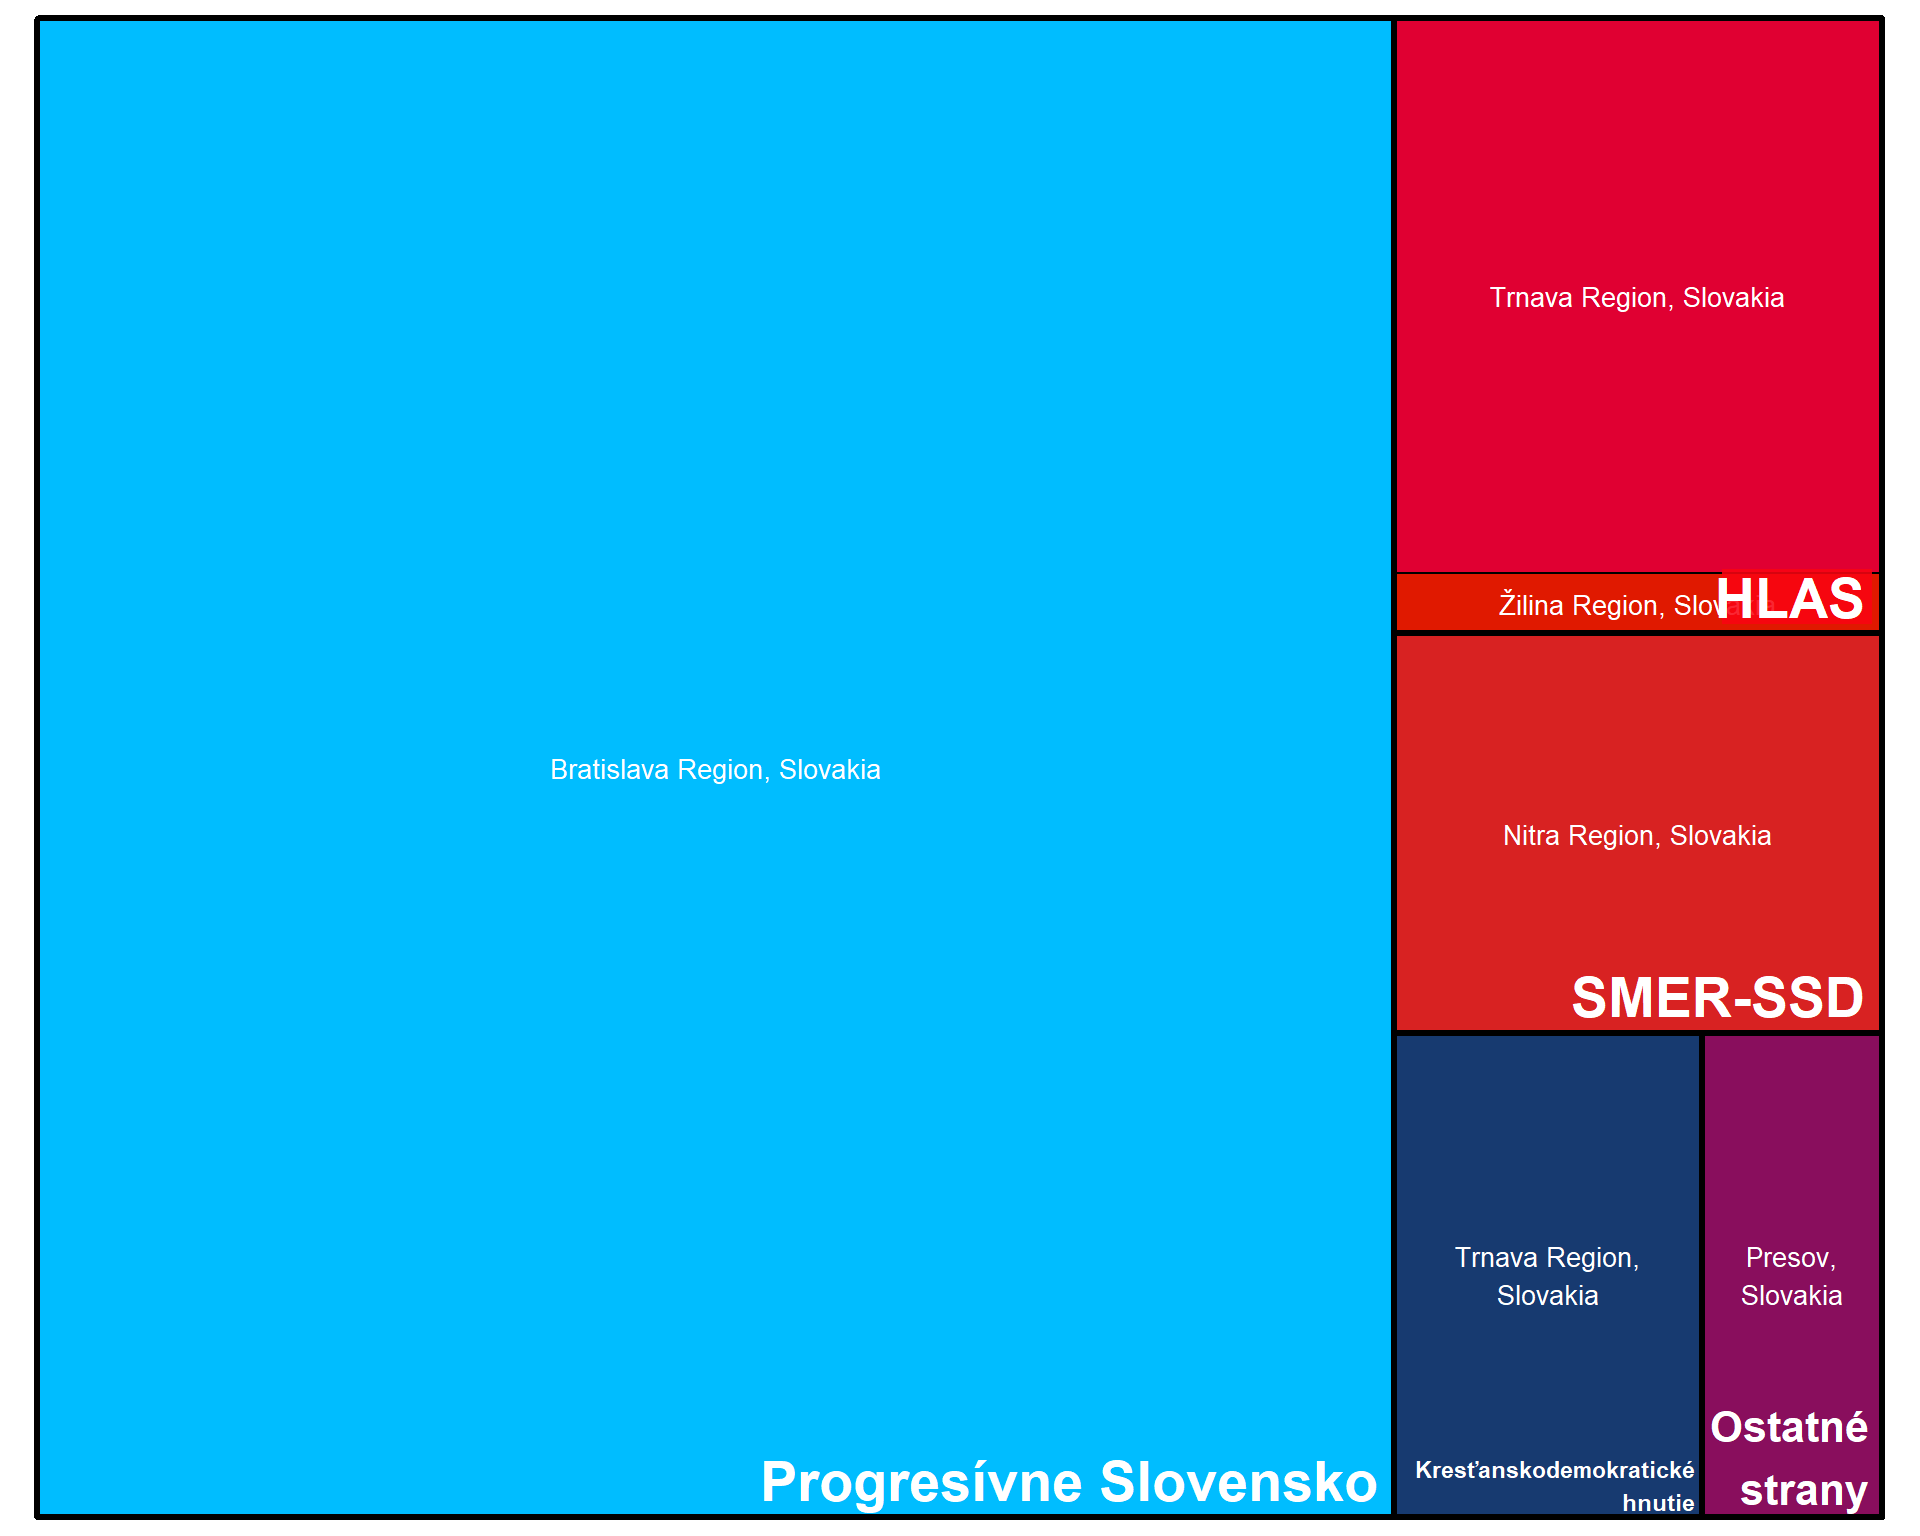 Bratislava Region, Slovakia
Progresívne Slovensko
Trnava Region, Slovakia
Žilina Region, Slovakia
HLAS
Nitra Region, Slovakia
SMER-SSD
Trnava Region,
Slovakia
Kresťanskodemokratické
hnutie
Presov,
Slovakia
Ostatné
strany